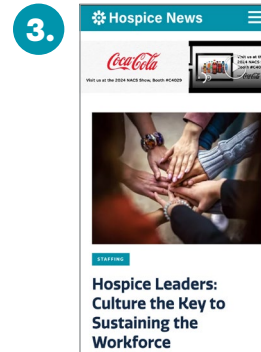 3.
Hospice News
Coca-Cola
Visit us at the 2024 NACS Show, Booth #C4029
STAFFING
Hospice Leaders:
Culture the Key to
Sustaining the
Workforce